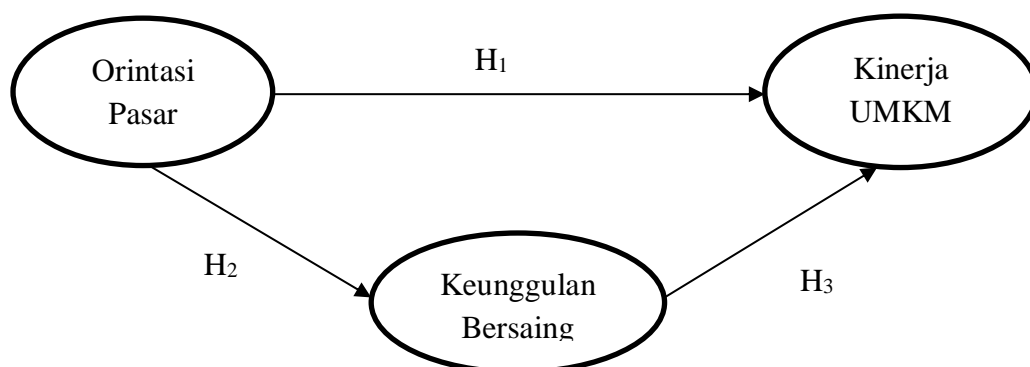 Orintasi
Pasar
H₁
Kinerja
UMKM
H₂
Keunggulan
Bersaing
H₃